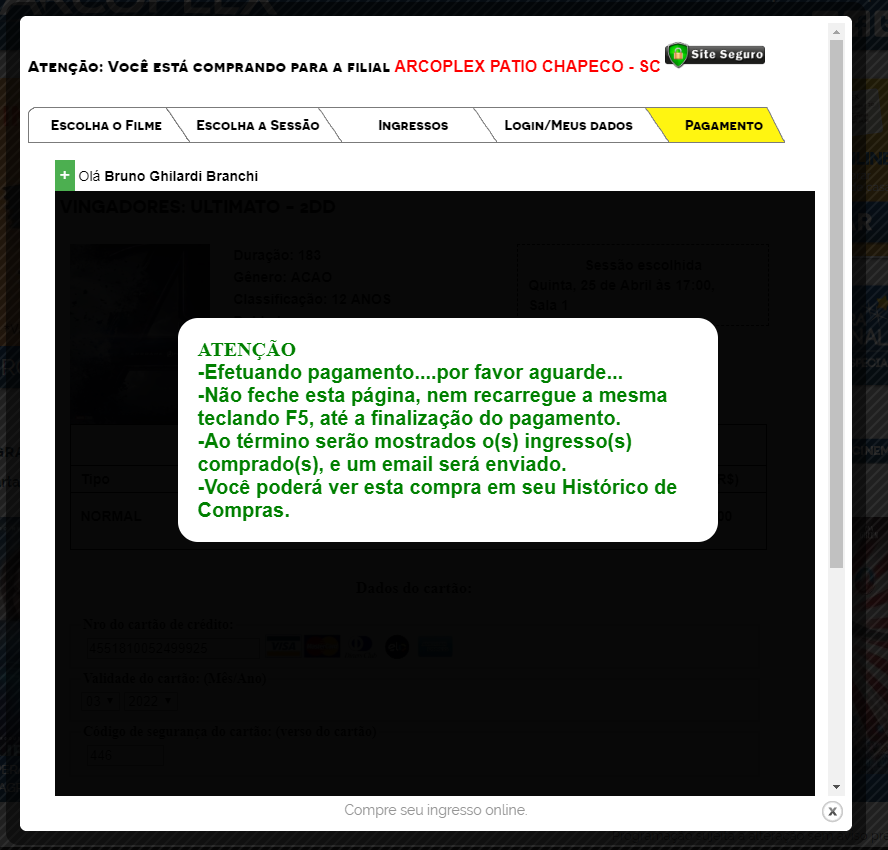 Atenção: Você está comprando para a filial ARCOPLEX PATIO CHAPECO - SC Site Seguro
Escolha o Filme Escolha a Sessão Ingressos Login/Meus dados Pagamento
+ Olá Bruno Ghilardi Branchi
VINGADORES: ULTIMATO - 2DD
Duração: 183
Gênero: ACAO
Classificação: 12 ANOS
Sessão escolhida
Quinta, 25 de Abril as 17:00,
Sala 1
ATENÇÃO
-Efetuando pagamento....por favor aguarde...
-Não feche esta página, nem recarregue a mesma
teclando F5, até a finalização do pagamento.
-Ao término serão mostrados o(s) ingresso(s)
comprado(s), e um email será enviado.
-Você poderá ver esta compra em seu Histórico de
Compras.
Tipo
NORMAL
Dados do cartão:
Nro do cartão de crédito:
Validade do cartão: (Mês/Ano)
03 2022
Código de segurança do cartão: (verso do cartão)
Compre seu ingresso online.
X